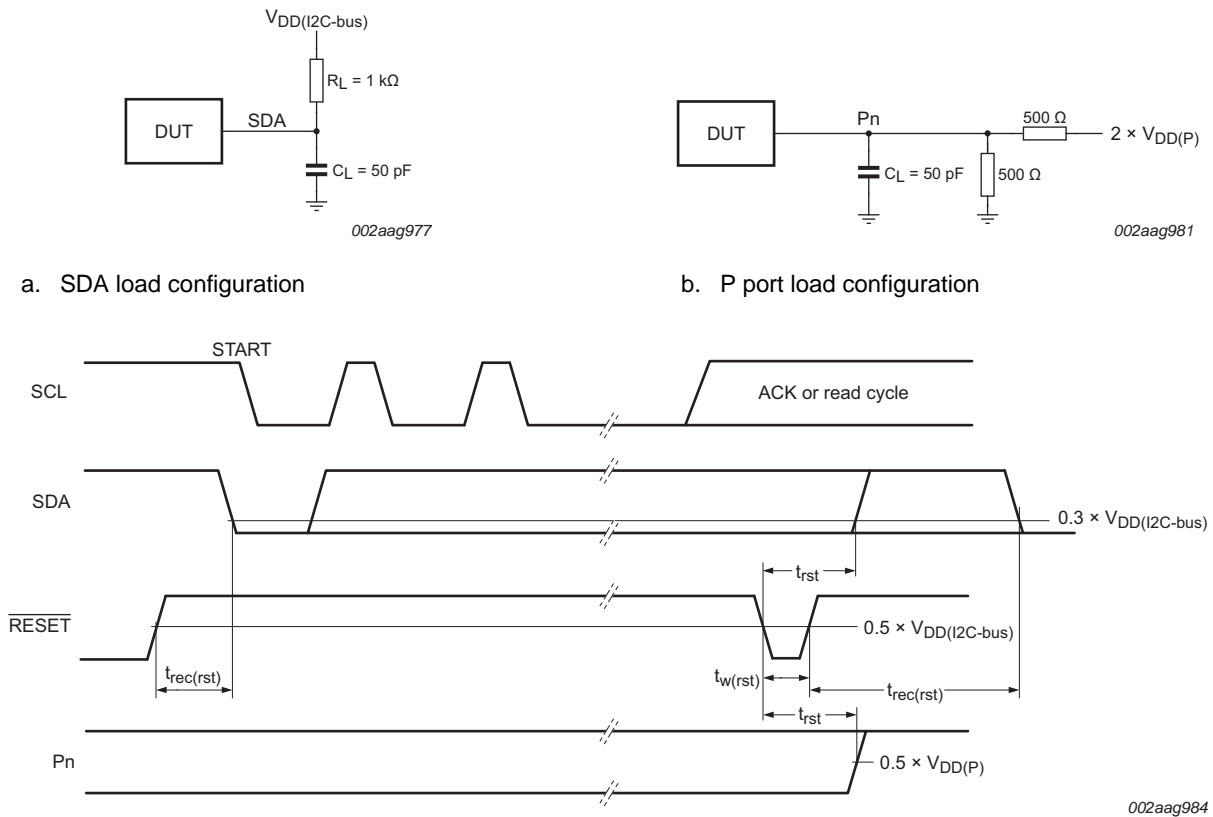 VDD(I2C-bus)
RL = 1 kΩ
DUT
SDA
CL = 50 pF
002aag977
a. SDA load configuration
DUT
Pn
500 Ω
2 × VDD(P)
CL = 50 pF
500 Ω
002aag981
b. P port load configuration
START
SCL
ACK or read cycle
SDA
0.3 × VDD(I2C-bus)
trst
RESET
0.5 × VDD(I2C-bus)
trec(rst)
tw(rst)
trec(rst)
trst
Pn
0.5 × VDD(P)
002aag984